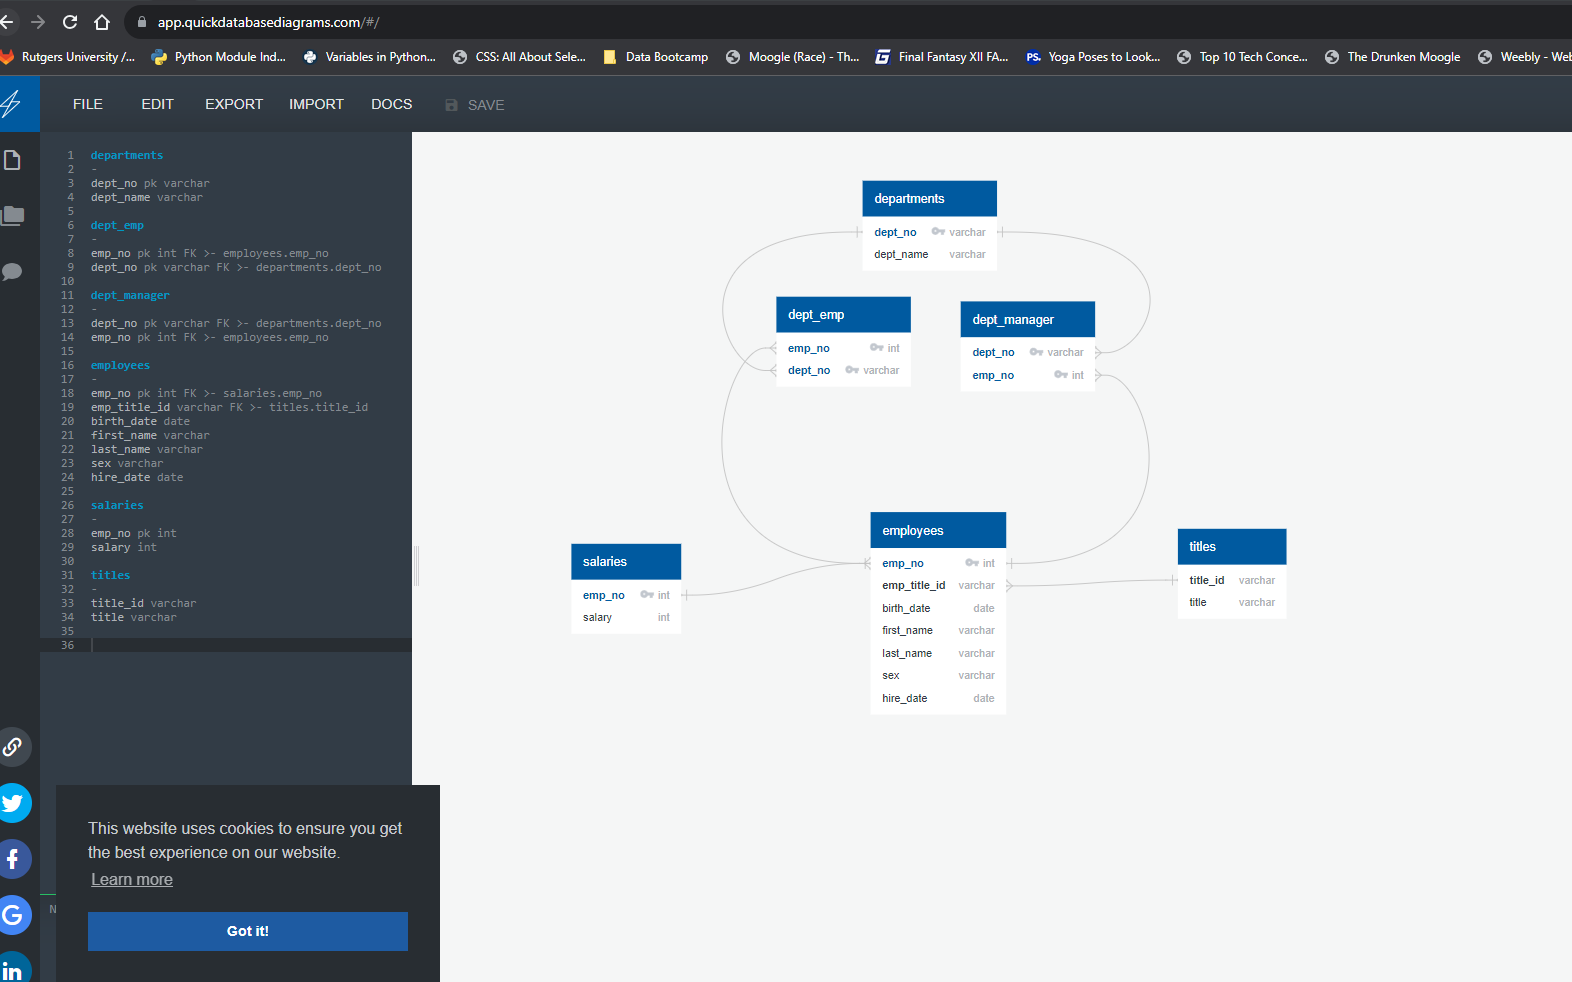 app.quickdatabasediagrams.com/#/
Rutgers University /... Python Module Ind... Variables in Python... CSS: All About Sele... Data Bootcamp Moogle (Race) - Th... Final Fantasy XII FA... PS. Yoga Poses to Look... Top 10 Tech Conce... The Drunken Moogle Weebly - Web
FILE EDIT EXPORT IMPORT DOCS SAVE
1 departments
2 -
3 dept_no pk varchar
4 dept_name varchar
5
6 dept_emp
7 -
8 emp_no pk int FK >- employees.emp_no
9 dept_no pk varchar FK >- departments.dept_no
10
11 dept_manager
12 -
13 dept_no pk varchar FK >- departments.dept_no
14 emp_no pk int FK >- employees.emp_no
15
16 employees
17 -
18 emp_no pk int FK >- salaries.emp_no
19 emp_title_id varchar FK >- titles.title_id
20 birth_date date
21 first_name varchar
22 last_name varchar
23 sex varchar
24 hire_date date
25
26 salaries
27 -
28 emp_no pk int
29 salary int
30
31 titles
32 -
33 title_id varchar
34 title varchar
35
36
departments
dept_no varchar
dept_name varchar
dept_emp
emp_no int
dept_no varchar
dept_manager
dept_no varchar
emp_no int
salaries
emp_no int
salary int
employees
emp_no int
emp_title_id varchar
birth_date date
first_name varchar
last_name varchar
sex varchar
hire_date date
titles
title_id varchar
title varchar
N
This website uses cookies to ensure you get
the best experience on our website.
Learn more
Got it!